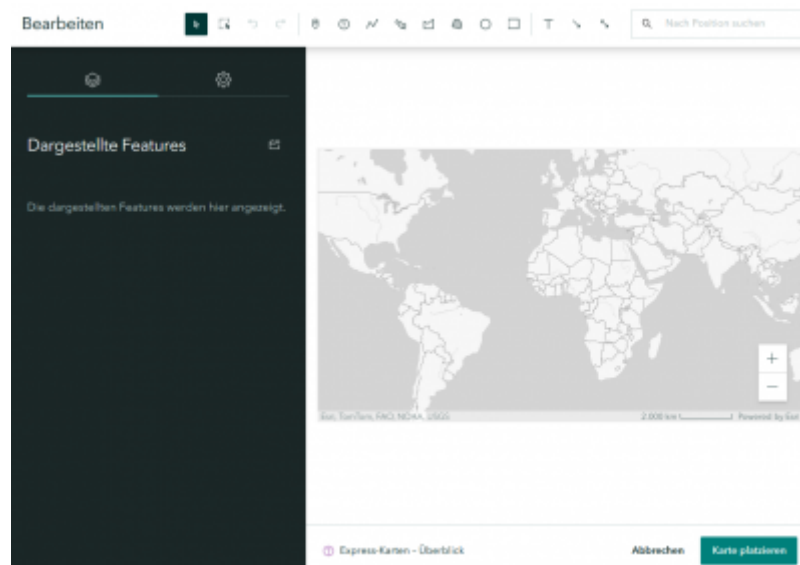 Bearbeiten
T
Nach Position suchen
Dargestellte Features
Die dargestellten Features werden hier angezeigt.
+
−
Esri, TomTom, FAO, NOAA, USGS
2.000 km
Powered by Esri
Express-Karten – Überblick
Abbrechen
Karte platzieren